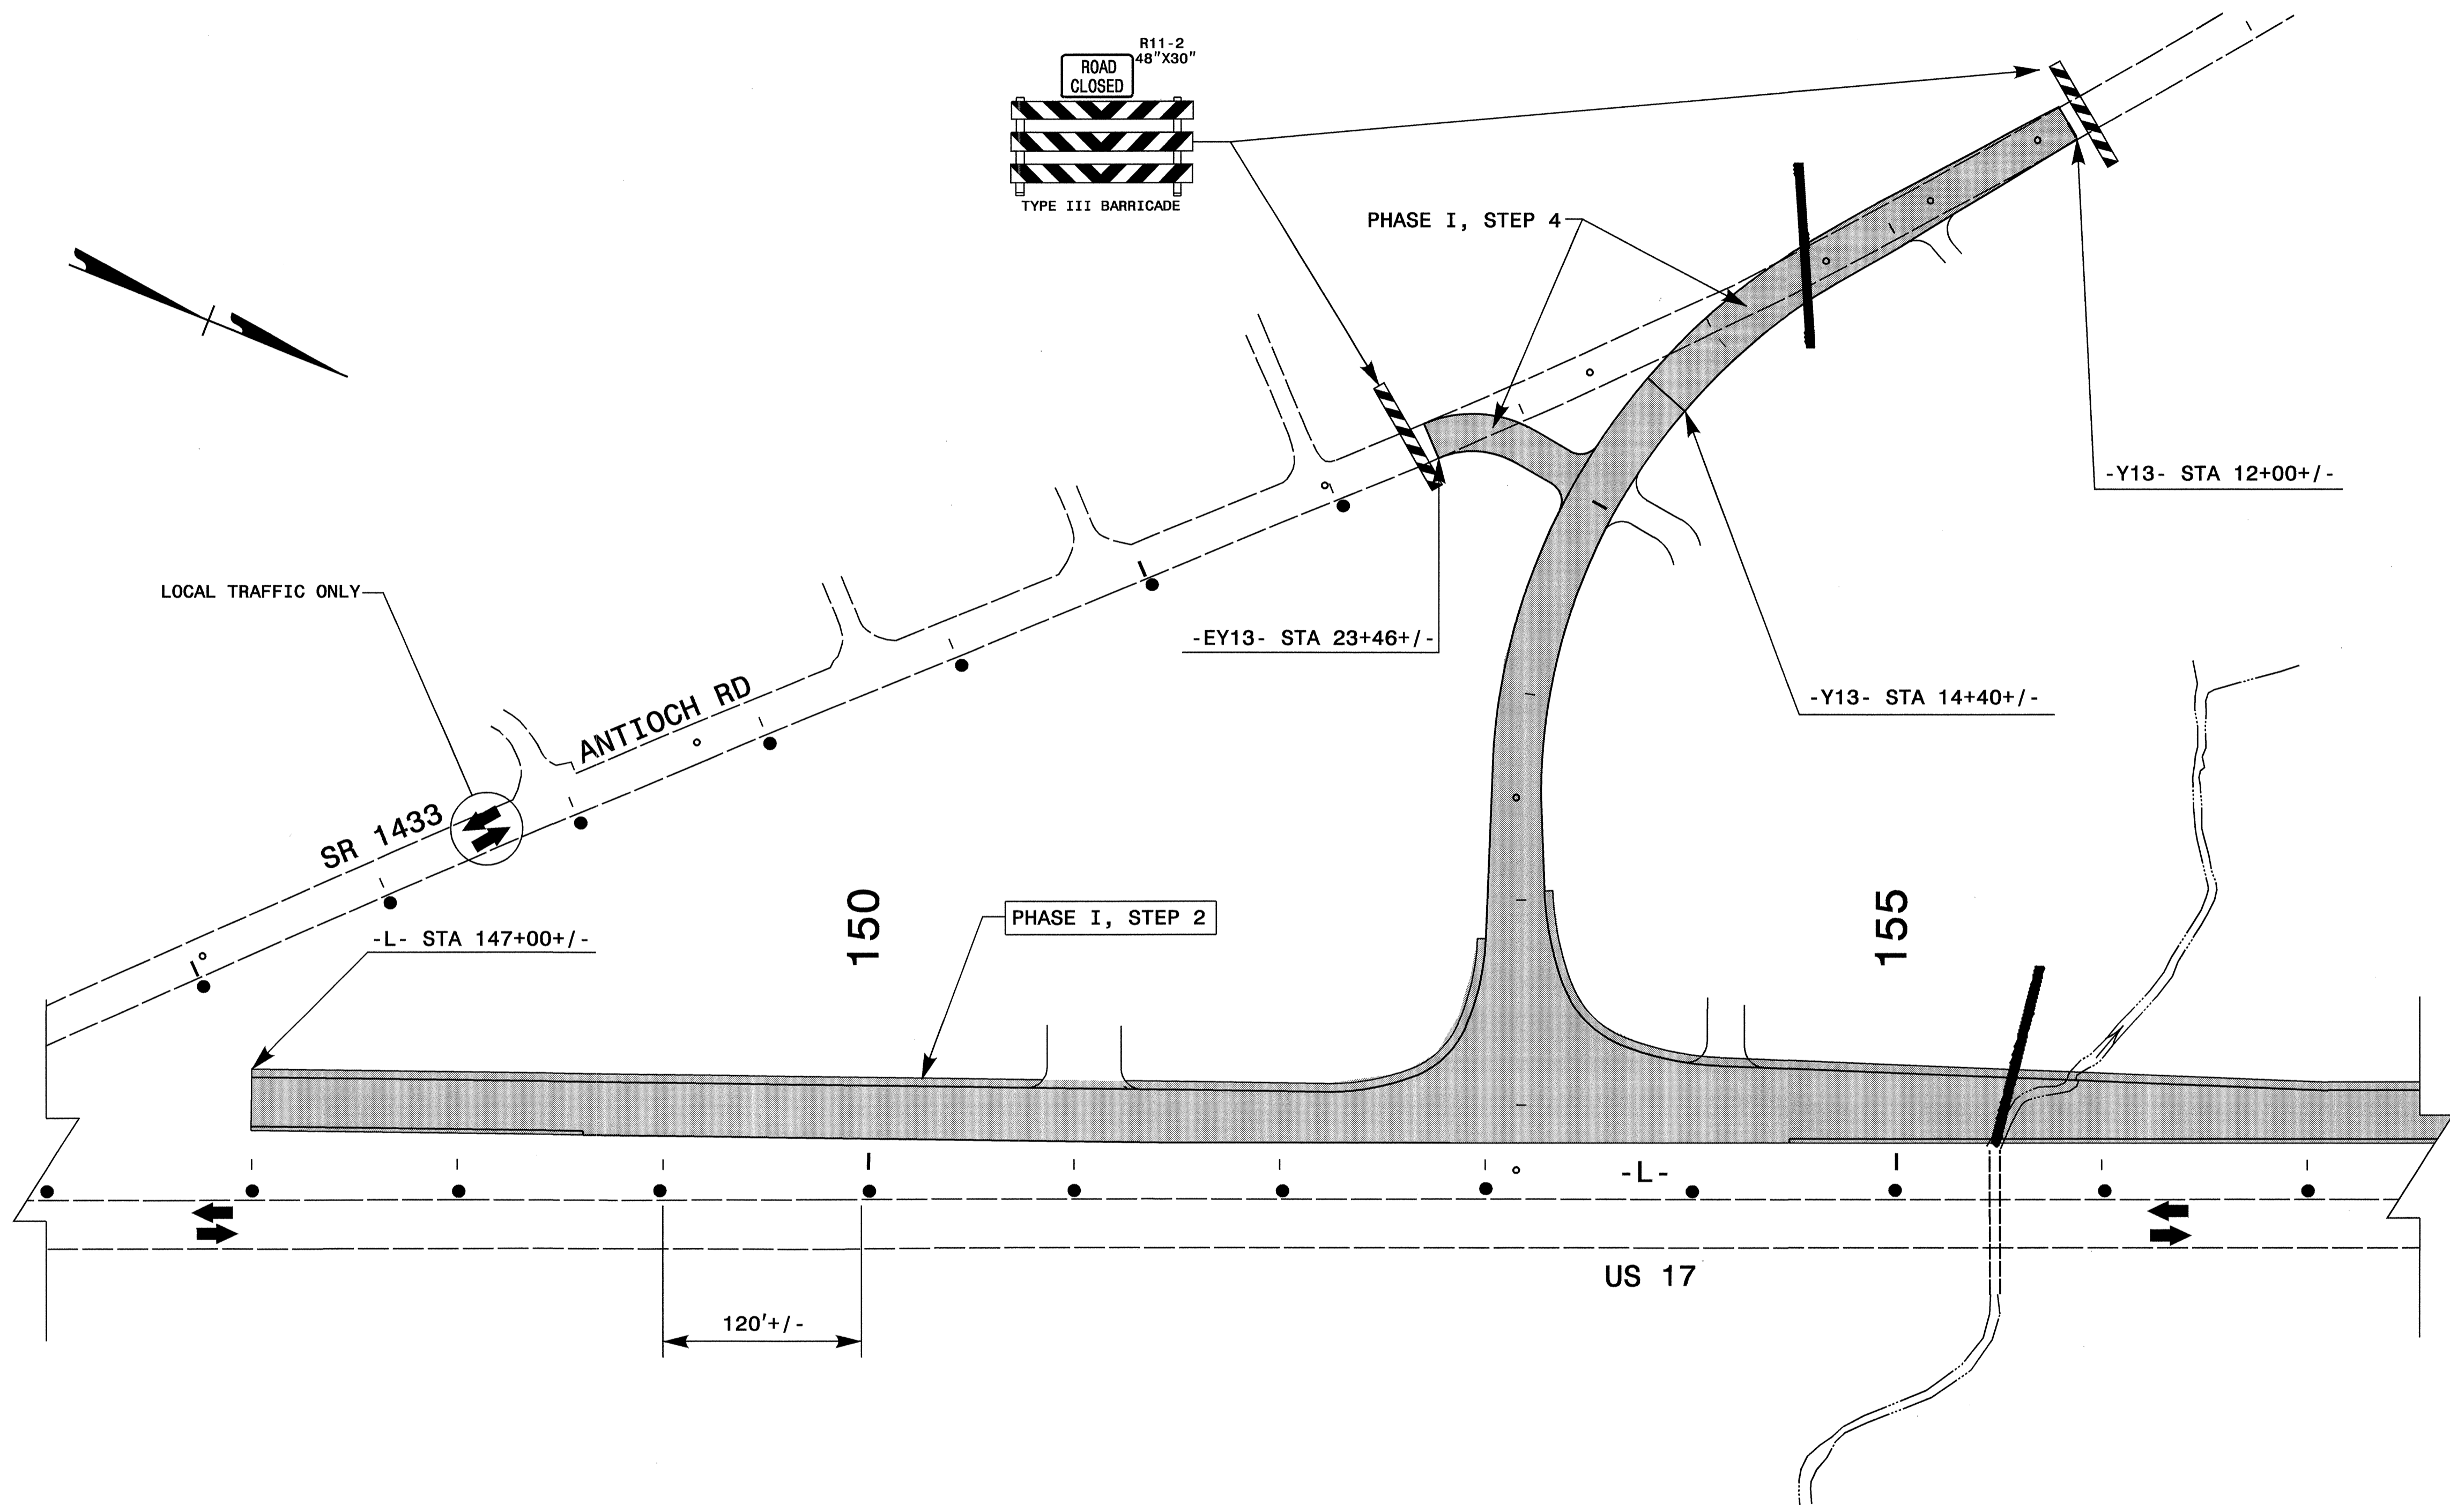 R11-2
48"X30"
ROAD
CLOSED
TYPE III BARRICADE
PHASE I, STEP 4
-Y13- STA 12+00+/-
LOCAL TRAFFIC ONLY
-EY13- STA 23+46+/-
-Y13- STA 14+40+/-
ANTIOCH RD
SR 1433
150
155
PHASE I, STEP 2
-L- STA 147+00+/-
-L-
US 17
120'+/-